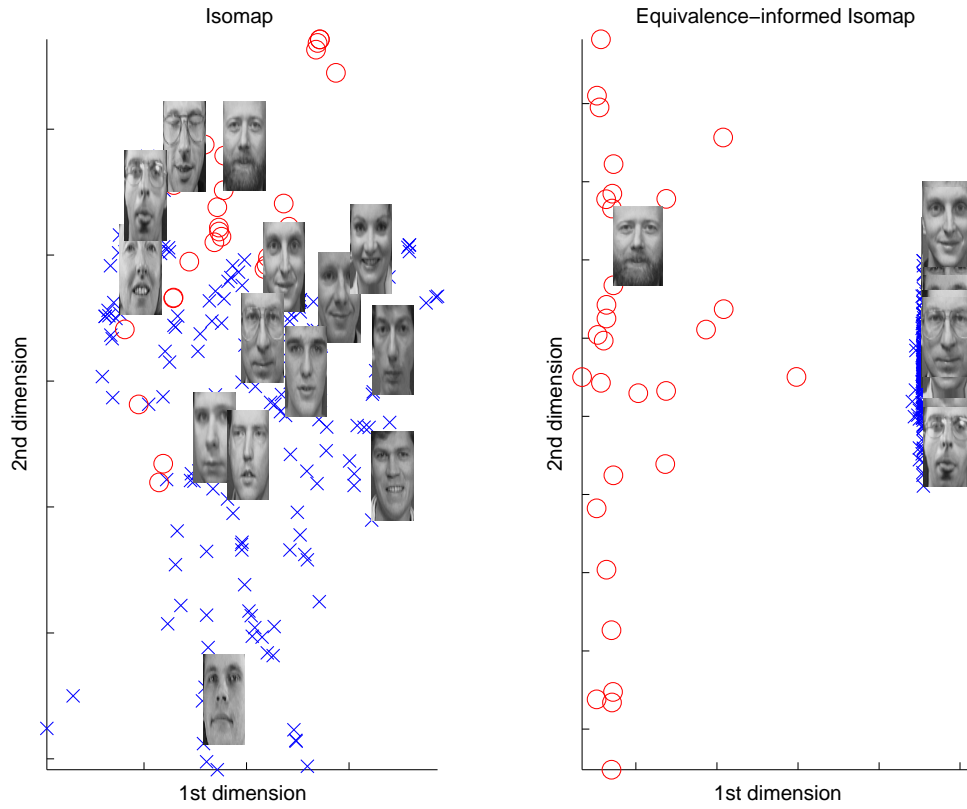 Isomap
2nd dimension
1st dimension
Equivalence−informed Isomap
2nd dimension
1st dimension